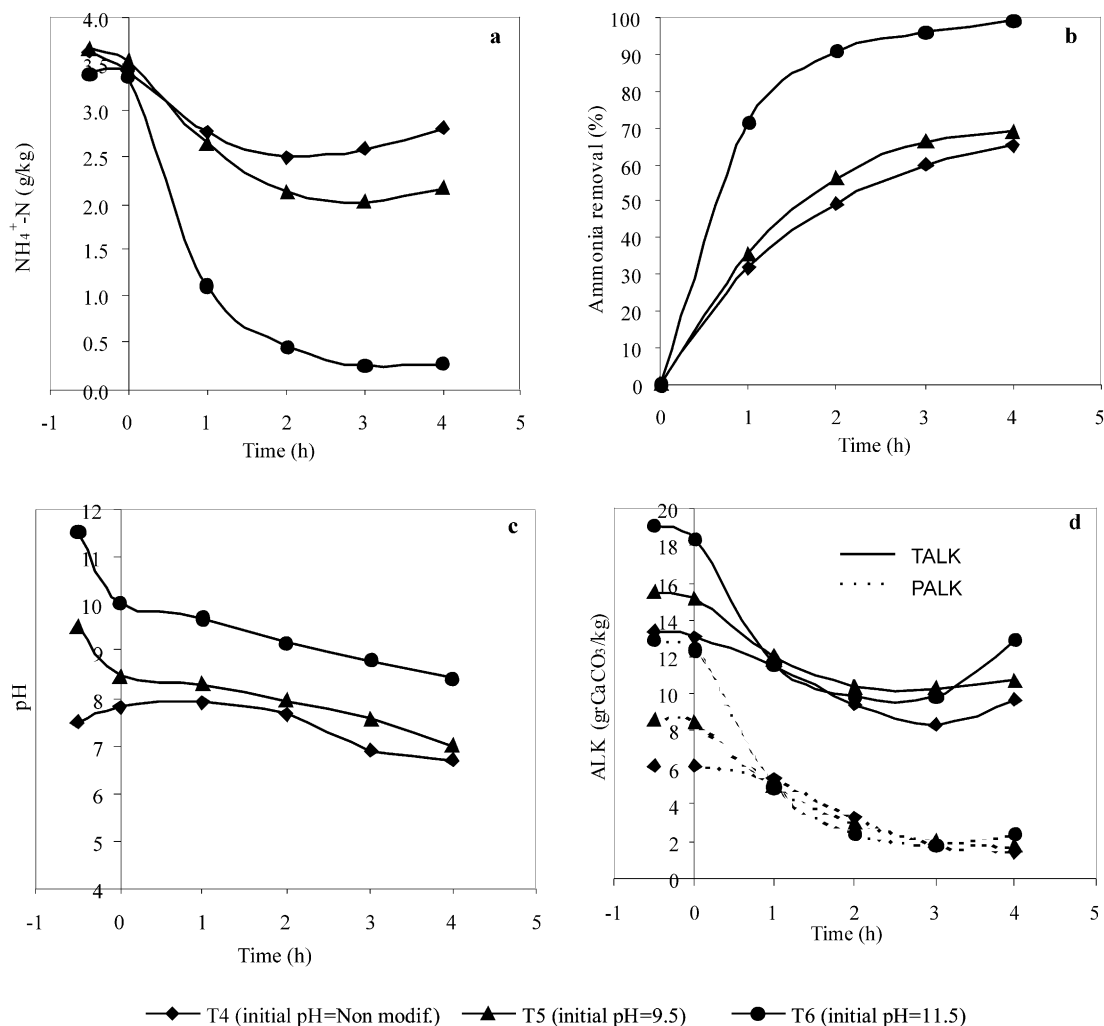 a
4.0
3.5
3.0
2.5
2.0
1.5
1.0
0.5
0.0
NH₄⁺-N (g/kg)
-1 0 1 2 3 4 5
Time (h)
b
100
90
80
70
60
50
40
30
20
10
0
Ammonia removal (%)
0 1 2 3 4 5
Time (h)
c
12
11
10
9
8
7
6
5
4
pH
-1 0 1 2 3 4 5
Time (h)
d
20
18
16
14
12
10
8
6
4
2
0
ALK (grCaCO₃/kg)
TALK
PALK
-1 0 1 2 3 4 5
Time (h)
T4 (initial pH=Non modif.) T5 (initial pH=9.5) T6 (initial pH=11.5)